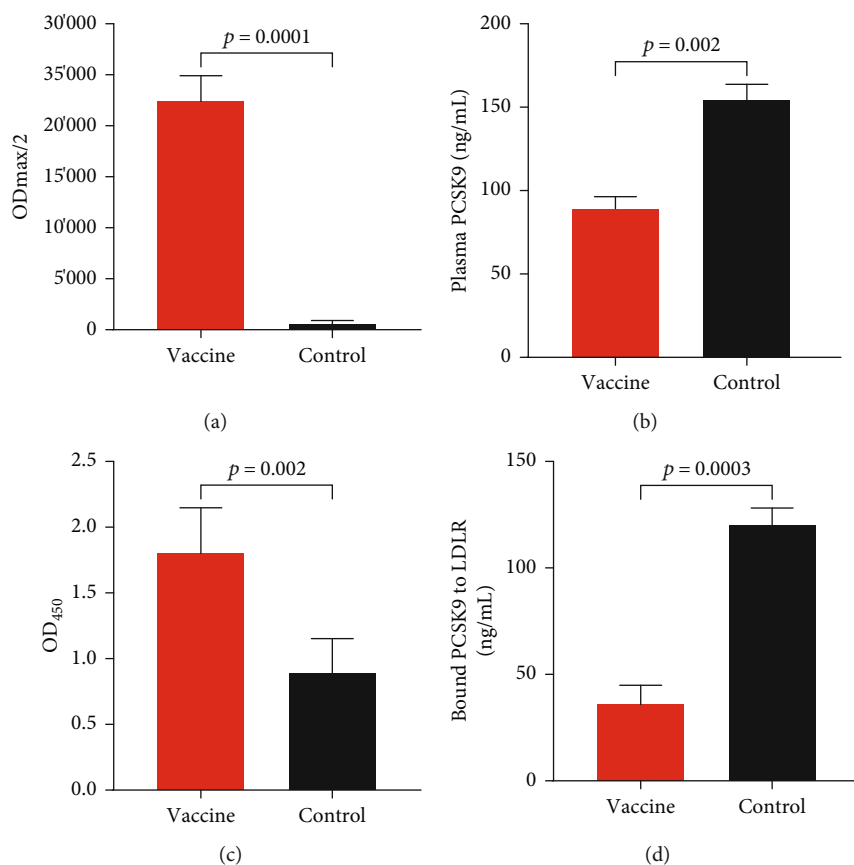 30'000
35'000
20'000
15'000
10'000
5'000
0
ODmax/2
p = 0.0001
Vaccine
Control
(a)
200
150
100
50
0
Plasma PCSK9 (ng/mL)
p = 0.002
Vaccine
Control
(b)
2.5
2.0
1.5
1.0
0.5
0.0
OD450
p = 0.002
Vaccine
Control
(c)
150
100
50
0
Bound PCSK9 to LDLR
(ng/mL)
p = 0.0003
Vaccine
Control
(d)